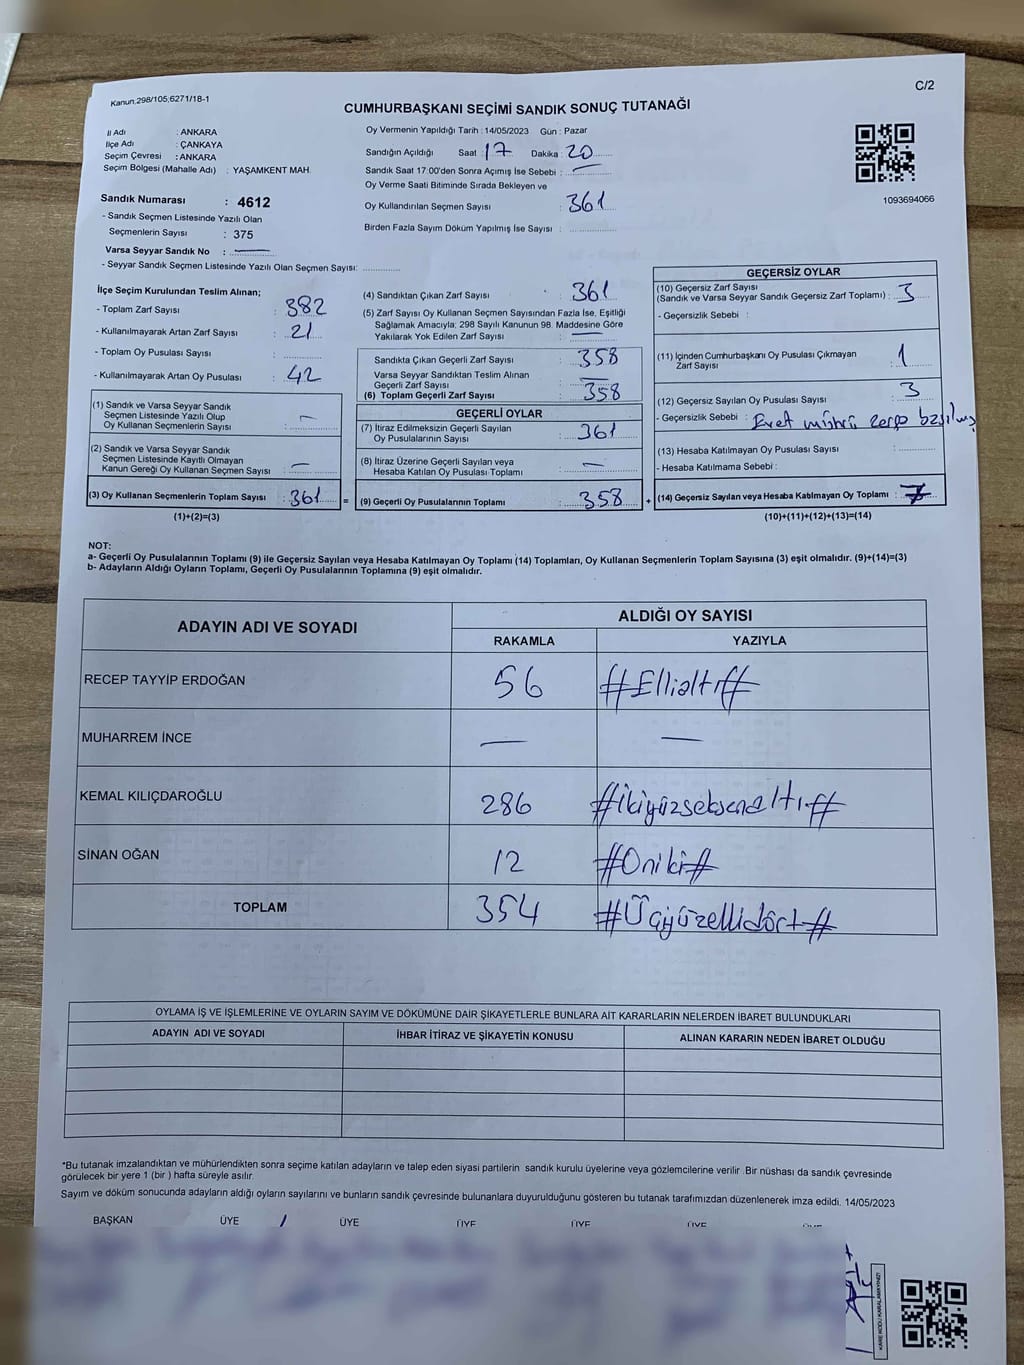 Kanun;298/105;6271/18-1
C/2
CUMHURBAŞKANI SEÇİMİ SANDIK SONUÇ TUTANAĞI
İl Adı : ANKARA
İlçe Adı : ÇANKAYA
Seçim Çevresi : ANKARA
Seçim Bölgesi (Mahalle Adı) : YAŞAMKENT MAH.
Sandık Numarası : 4612
- Sandık Seçmen Listesinde Yazılı Olan
Seçmenlerin Sayısı : 375
Varsa Seyyar Sandık No :
- Seyyar Sandık Seçmen Listesinde Yazılı Olan Seçmen Sayısı:
Oy Vermenin Yapıldığı Tarih : 14/05/2023 Gün : Pazar
Sandığın Açıldığı Saat 17 Dakika : 20
Sandık Saat 17:00'den Sonra Açımış İse Sebebi :
Oy Verme Saati Bitiminde Sırada Bekleyen ve
Oy Kullandırılan Seçmen Sayısı : 361
Birden Fazla Sayım Döküm Yapılmış İse Sayısı :
1093694066
İlçe Seçim Kurulundan Teslim Alınan;
- Toplam Zarf Sayısı : 382
- Kullanılmayarak Artan Zarf Sayısı : 21
- Toplam Oy Pusulası Sayısı :
- Kullanılmayarak Artan Oy Pusulası : 42
(1) Sandık ve Varsa Seyyar Sandık
Seçmen Listesinde Yazılı Olup
Oy Kullanan Seçmenlerin Sayısı : –
(2) Sandık ve Varsa Seyyar Sandık
Seçmen Listesinde Kayıtlı Olmayan
Kanun Gereği Oy Kullanan Seçmen Sayısı : –
(3) Oy Kullanan Seçmenlerin Toplam Sayısı : 361 =
(1)+(2)=(3)
(4) Sandıktan Çıkan Zarf Sayısı : 361
(5) Zarf Sayısı Oy Kullanan Seçmen Sayısından Fazla İse, Eşitliği
Sağlamak Amacıyla; 298 Sayılı Kanunun 98. Maddesine Göre
Yakılarak Yok Edilen Zarf Sayısı :
Sandıkta Çıkan Geçerli Zarf Sayısı : 358
Varsa Seyyar Sandıktan Teslim Alınan
Geçerli Zarf Sayısı : –
(6) Toplam Geçerli Zarf Sayısı : 358
GEÇERLİ OYLAR
(7) İtiraz Edilmeksizin Geçerli Sayılan
Oy Pusulalarının Sayısı : 361
(8) İtiraz Üzerine Geçerli Sayılan veya
Hesaba Katılan Oy Pusulası Toplamı : –
(9) Geçerli Oy Pusulalarının Toplamı : 358 +
GEÇERSİZ OYLAR
(10) Geçersiz Zarf Sayısı
(Sandık ve Varsa Seyyar Sandık Geçersiz Zarf Toplamı) : 3
- Geçersizlik Sebebi :
(11) İçinden Cumhurbaşkanı Oy Pusulası Çıkmayan
Zarf Sayısı : 1
(12) Geçersiz Sayılan Oy Pusulası Sayısı : 3
- Geçersizlik Sebebi : Evet mührü basılmış
(13) Hesaba Katılmayan Oy Pusulası Sayısı :
- Hesaba Katılmama Sebebi :
(14) Geçersiz Sayılan veya Hesaba Katılmayan Oy Toplamı : 7
(10)+(11)+(12)+(13)=(14)
NOT:
a- Geçerli Oy Pusulalarının Toplamı (9) ile Geçersiz Sayılan veya Hesaba Katılmayan Oy Toplamı (14) Toplamları, Oy Kullanan Seçmenlerin Toplam Sayısına (3) eşit olmalıdır. (9)+(14)=(3)
b- Adayların Aldığı Oyların Toplamı, Geçerli Oy Pusulalarının Toplamına (9) eşit olmalıdır.
ADAYIN ADI VE SOYADI
ALDIĞI OY SAYISI
RAKAMLA
YAZIYLA
RECEP TAYYİP ERDOĞAN 56 #Ellialtı#
MUHARREM İNCE – –
KEMAL KILIÇDAROĞLU 286 #ikiyüzseksenaltı#
SİNAN OĞAN 12 #Oniki#
TOPLAM 354 #Üçyüzellidört#
OYLAMA İŞ VE İŞLEMLERİNE VE OYLARIN SAYIM VE DÖKÜMÜNE DAİR ŞİKAYETLERLE BUNLARA AİT KARARLARIN NELERDEN İBARET BULUNDUKLARI
ADAYIN ADI VE SOYADI
İHBAR İTİRAZ VE ŞİKAYETİN KONUSU
ALINAN KARARIN NEDEN İBARET OLDUĞU
*Bu tutanak imzalandıktan ve mühürlendikten sonra seçime katılan adayların ve talep eden siyasi partilerin sandık kurulu üyelerine veya gözlemcilerine verilir .Bir nüshası da sandık çevresinde
görülecek bir yere 1 (bir ) hafta süreyle asılır.
Sayım ve döküm sonucunda adayların aldığı oyların sayılarını ve bunların sandık çevresinde bulunanlara duyurulduğunu gösteren bu tutanak tarafımızdan düzenlenerek imza edildi. 14/05/2023
BAŞKAN ÜYE ÜYE ÜYE ÜYE ÜYE ÜYE
KARE KODU KARALAMAYINIZ!